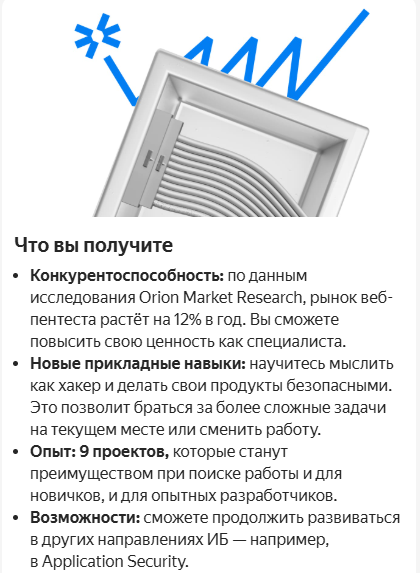 Что вы получите
• Конкурентоспособность: по данным
исследования Orion Market Research, рынок веб-
пентеста растёт на 12% в год. Вы сможете
повысить свою ценность как специалиста.
• Новые прикладные навыки: научитесь мыслить
как хакер и делать свои продукты безопасными.
Это позволит браться за более сложные задачи
на текущем месте или сменить работу.
• Опыт: 9 проектов, которые станут
преимуществом при поиске работы и для
новичков, и для опытных разработчиков.
• Возможности: сможете продолжить развиваться
в других направлениях ИБ — например,
в Application Security.